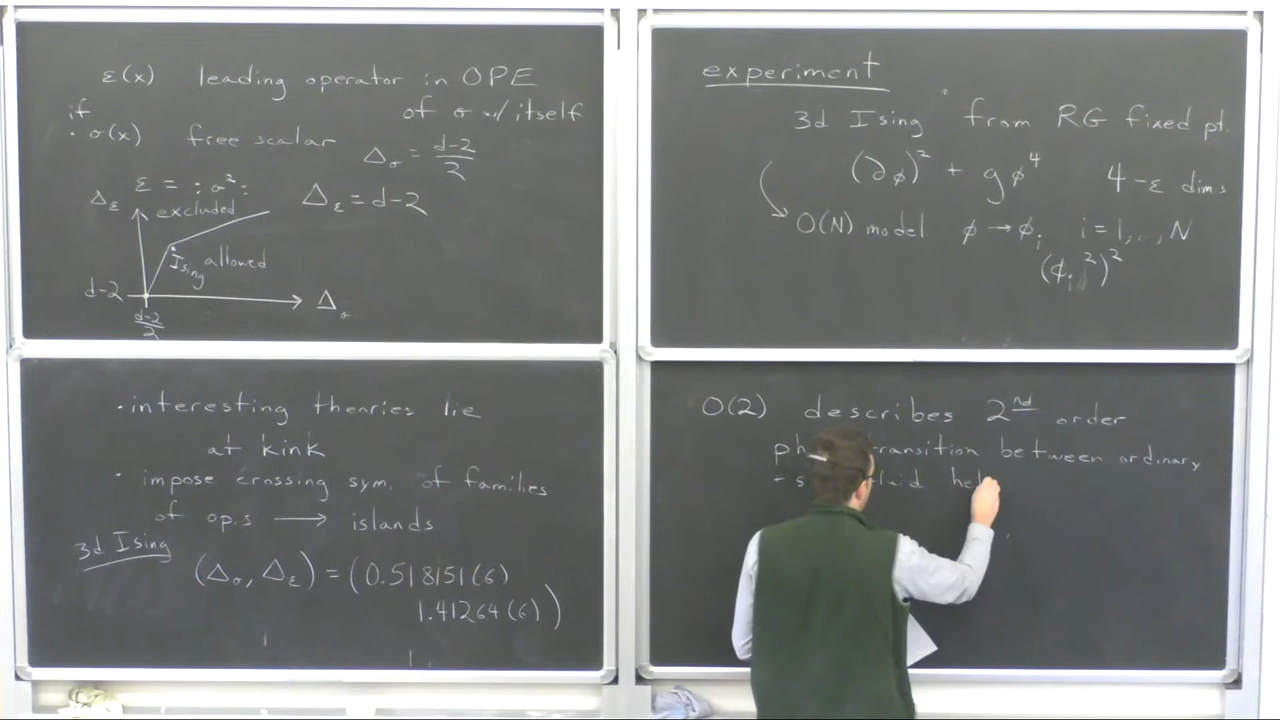 ε(x) leading operator in OPE
of σ w/ itself
if
• σ(x) free scalar Δ_σ = (d-2)/2
ε = :σ²: Δ_ε = d-2
Δ_ε excluded
Ising allowed
d-2
Δ_σ
(d-2)/2
• interesting theories lie
at kink
• impose crossing sym. of families
of op.s → islands
3d Ising
(Δ_σ, Δ_ε) = (0.518151(6)
1.41264(6))
experiment
3d Ising from RG fixed pt.
(∂φ)² + gφ⁴ 4-ε dims
O(N) model φ → φ_i i = 1,...,N
(φ_i²)²
O(2) describes 2nd order
between ordinary